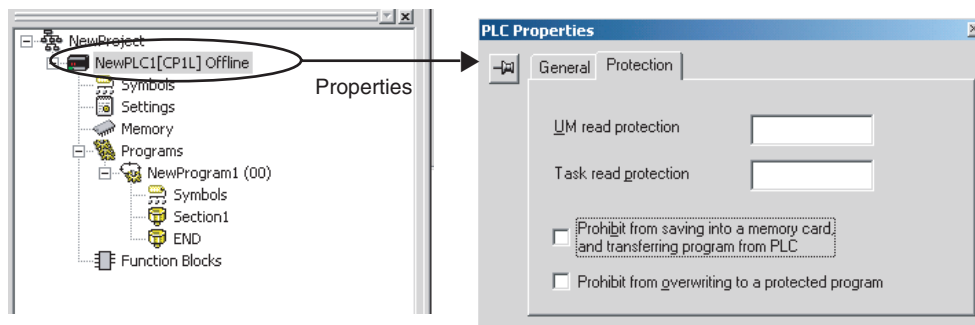 NewProject
NewPLC1[CP1L] Offline
Symbols
Settings
Memory
Programs
NewProgram1 (00)
Symbols
Section1
END
Function Blocks
Properties
PLC Properties
General
Protection
UM read protection
Task read protection
Prohibit from saving into a memory card,
and transferring program from PLC
Prohibit from overwriting to a protected program